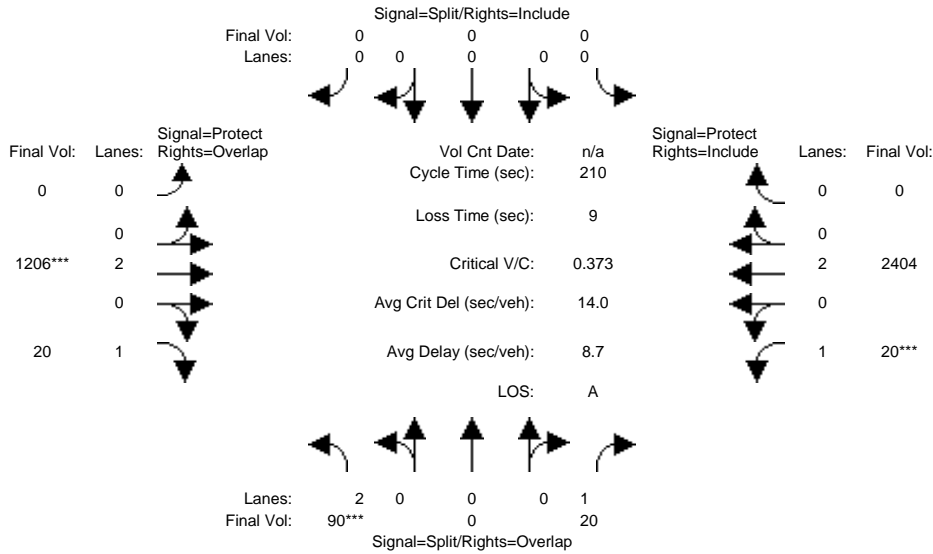 Signal=Split/Rights=Include
Final Vol: 0 0 0
Lanes: 0 0 0 0 0
Signal=Protect Signal=Protect
Final Vol: Lanes: Rights=Overlap Vol Cnt Date: n/a Rights=Include Lanes: Final Vol:
Cycle Time (sec): 210
0 0 0 0
Loss Time (sec): 9
0 0
1206*** 2 Critical V/C: 0.373 2 2404
0 Avg Crit Del (sec/veh): 14.0 0
20 1 Avg Delay (sec/veh): 8.7 1 20***
LOS: A
Lanes: 2 0 0 0 1
Final Vol: 90*** 0 20
Signal=Split/Rights=Overlap